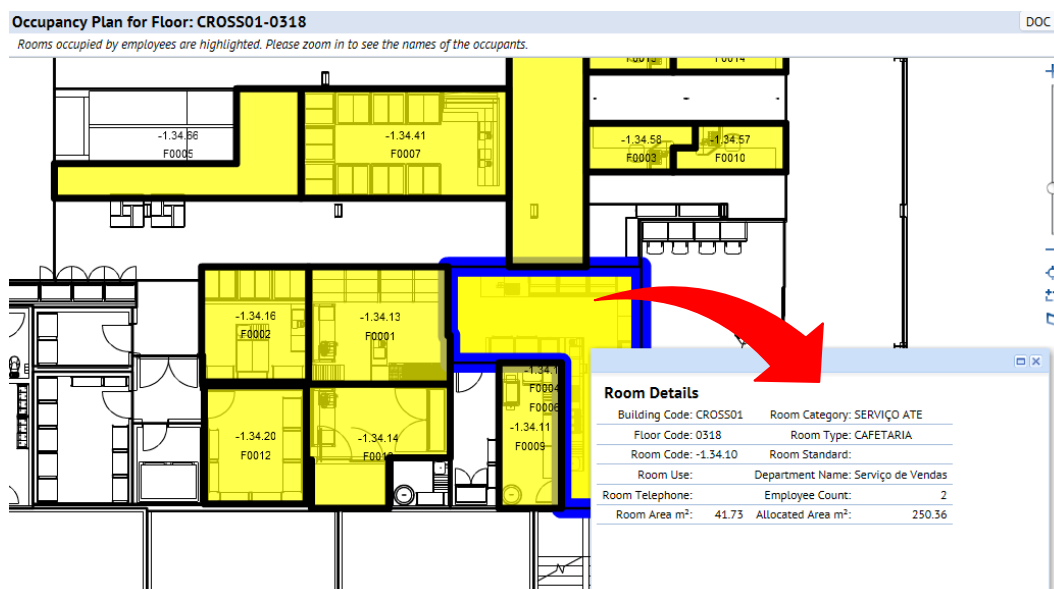 Occupancy Plan for Floor: CROSS01-0318
DOC
Rooms occupied by employees are highlighted. Please zoom in to see the names of the occupants.
F0014
-1.34.66
F0005
-1.34.41
F0007
-1.34.58
F0003
-1.34.57
F0010
-1.34.16
F0002
-1.34.13
F0001
F0004
F0006
-1.34.11
F0009
-1.34.20
F0012
-1.34.14
Room Details
Building Code: CROSS01 Room Category: SERVIÇO ATE
Floor Code: 0318 Room Type: CAFETARIA
Room Code: -1.34.10 Room Standard:
Room Use: Department Name: Serviço de Vendas
Room Telephone: Employee Count: 2
Room Area m²: 41.73 Allocated Area m²: 250.36